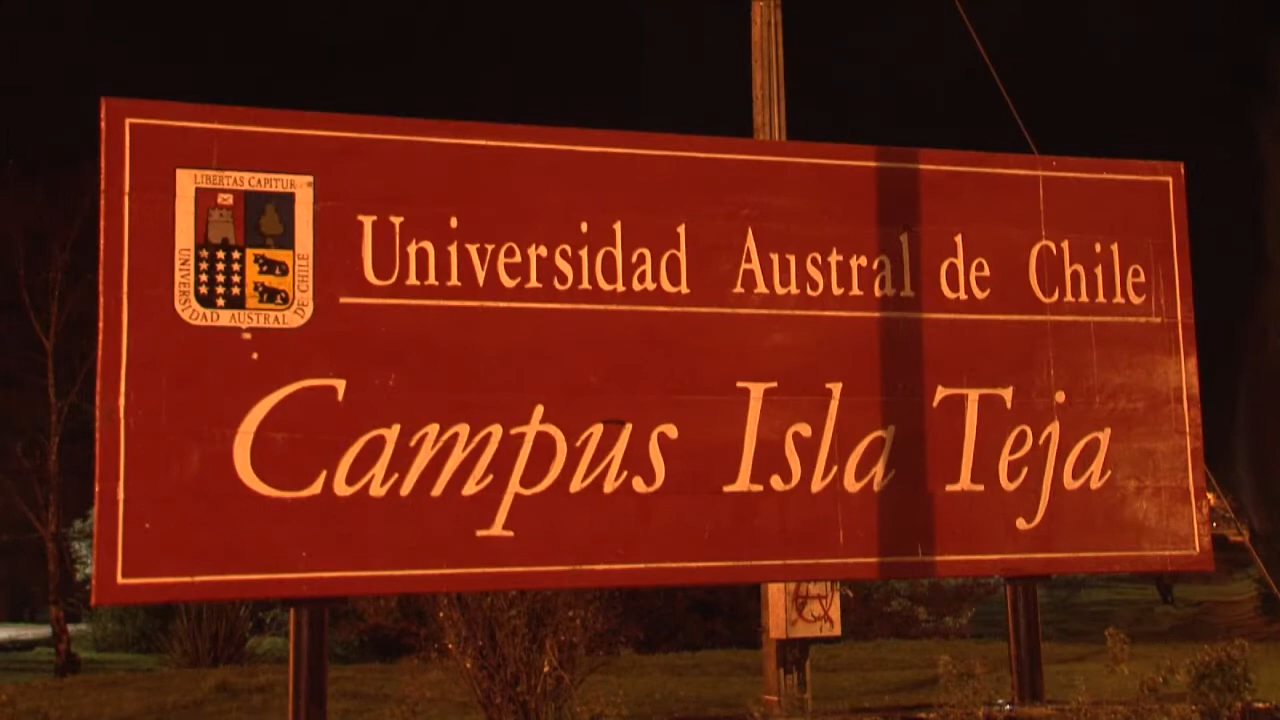 LIBERTAS CAPITUR
UNIVERSIDAD AUSTRAL DE CHILE
Universidad Austral de Chile
Campus Isla Teja